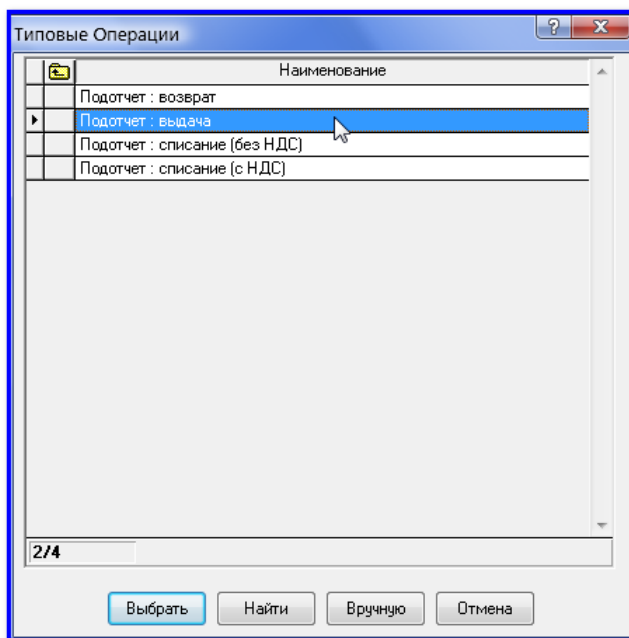 Типовые Операции
Наименование
Подотчет : возврат
Подотчет : выдача
Подотчет : списание (без НДС)
Подотчет : списание (с НДС)
2/4
Выбрать Найти Вручную Отмена